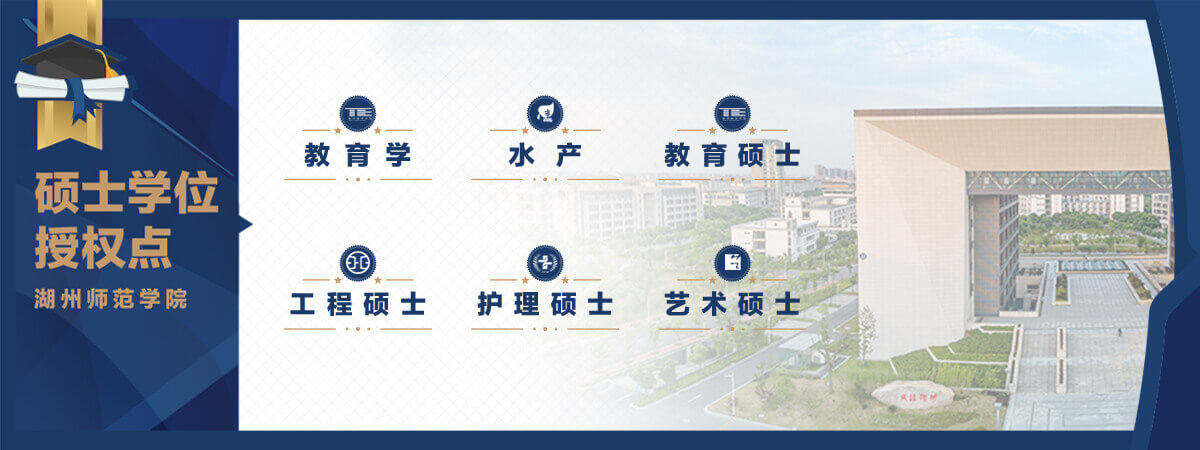 硕士学位
授权点
湖州师范学院
教育学
水产
教育硕士
工程硕士
护理硕士
艺术硕士